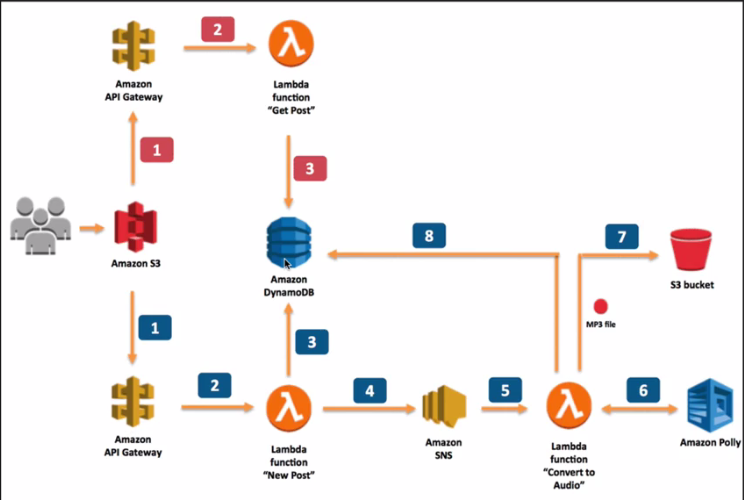 2
Amazon
API Gateway
Lambda
function
“Get Post”
1
3
Amazon S3
Amazon
DynamoDB
8
7
S3 bucket
MP3 file
1
2
3
4
5
6
Amazon
API Gateway
Lambda
function
“New Post”
Amazon
SNS
Lambda
function
“Convert to
Audio”
Amazon Polly